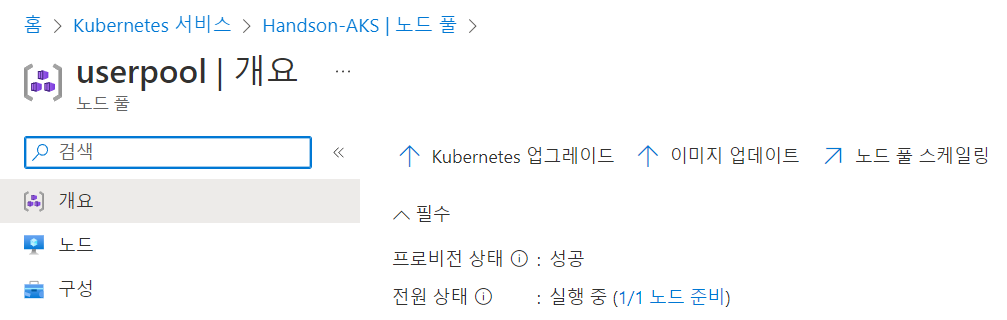 홈 > Kubernetes 서비스 > Handson-AKS | 노드 풀 >
userpool | 개요 ...
노드 풀
검색 «
Kubernetes 업그레이드 이미지 업데이트 노드 풀 스케일링
개요
필수
노드
프로비전 상태 : 성공
구성
전원 상태 : 실행 중 (1/1 노드 준비)